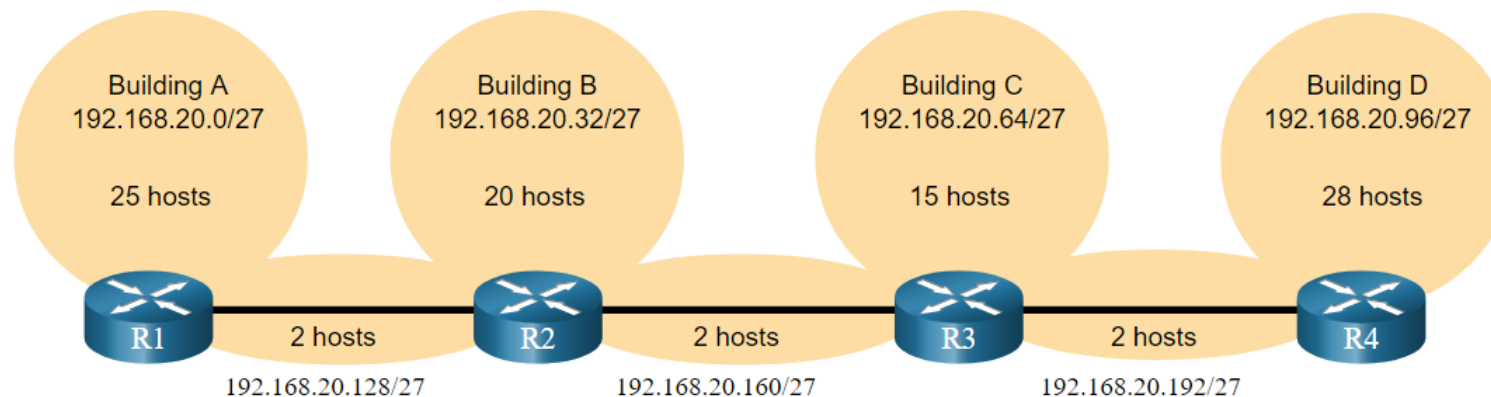 Building A
192.168.20.0/27
25 hosts
Building B
192.168.20.32/27
20 hosts
Building C
192.168.20.64/27
15 hosts
Building D
192.168.20.96/27
28 hosts
R1
2 hosts
R2
2 hosts
R3
2 hosts
R4
192.168.20.128/27
192.168.20.160/27
192.168.20.192/27